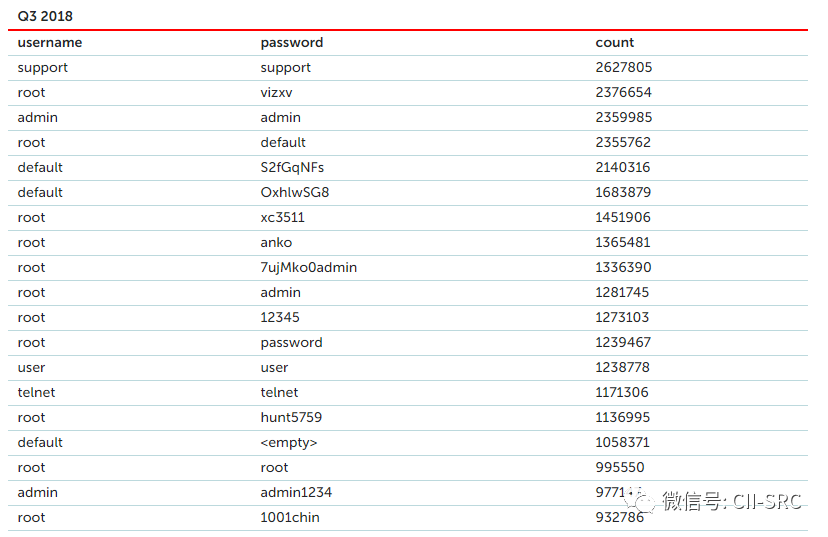 Q3 2018
username password count
support support 2627805
root vizxv 2376654
admin admin 2359985
root default 2355762
default S2fGqNFs 2140316
default OxhlwSG8 1683879
root xc3511 1451906
root anko 1365481
root 7ujMko0admin 1336390
root admin 1281745
root 12345 1273103
root password 1239467
user user 1238778
telnet telnet 1171306
root hunt5759 1136995
default <empty> 1058371
root root 995550
admin admin1234
root 1001chin 932786
微信号: CII-SRC